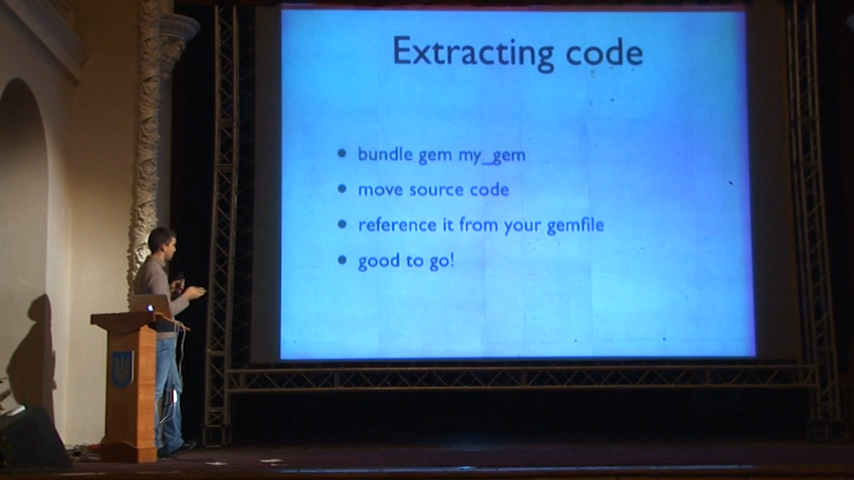 Extracting code
• bundle gem my_gem
• move source code
• reference it from your gemfile
• good to go!